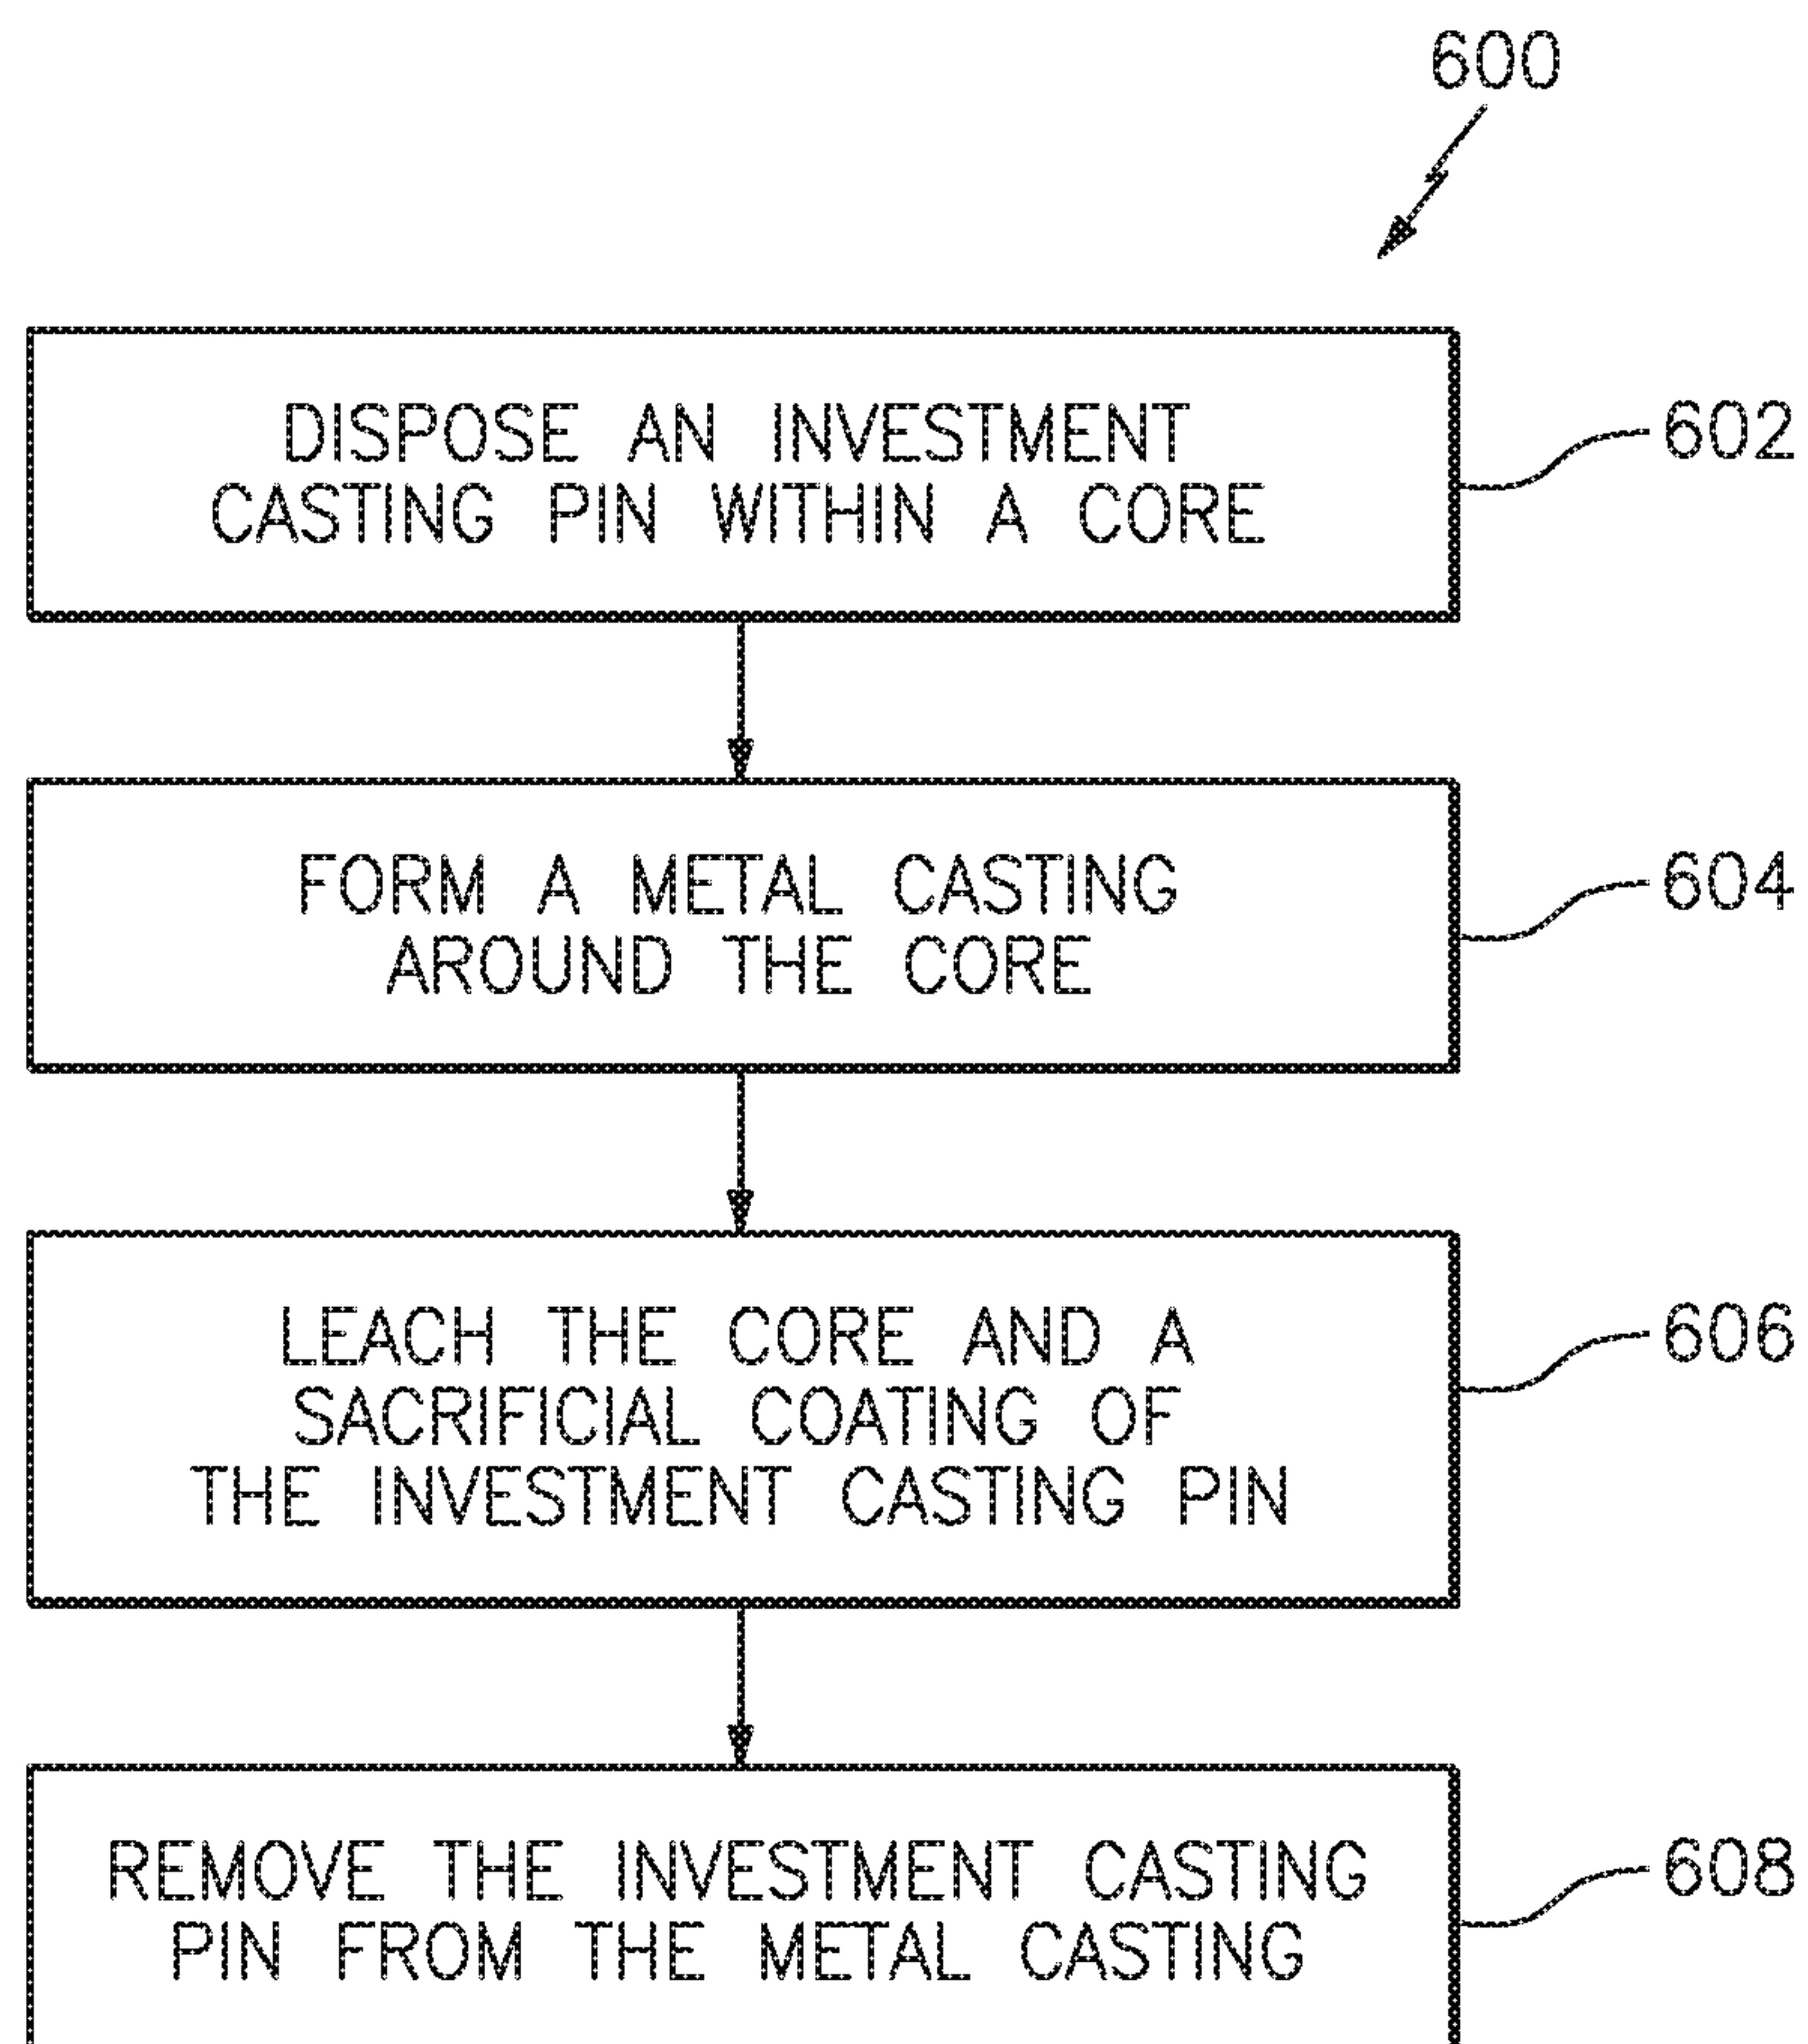 600
DISPOSE AN INVESTMENT
CASTING PIN WITHIN A CORE
602
FORM A METAL CASTING
AROUND THE CORE
604
LEACH THE CORE AND A
SACRIFICIAL COATING OF
THE INVESTMENT CASTING PIN
606
REMOVE THE INVESTMENT CASTING
PIN FROM THE METAL CASTING
608